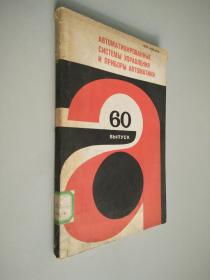 АВТОМАТИЗИРОВАННЫЕ
СИСТЕМЫ УПРАВЛЕНИЯ
И ПРИБОРЫ АВТОМАТИКИ
60
ВЫПУСК